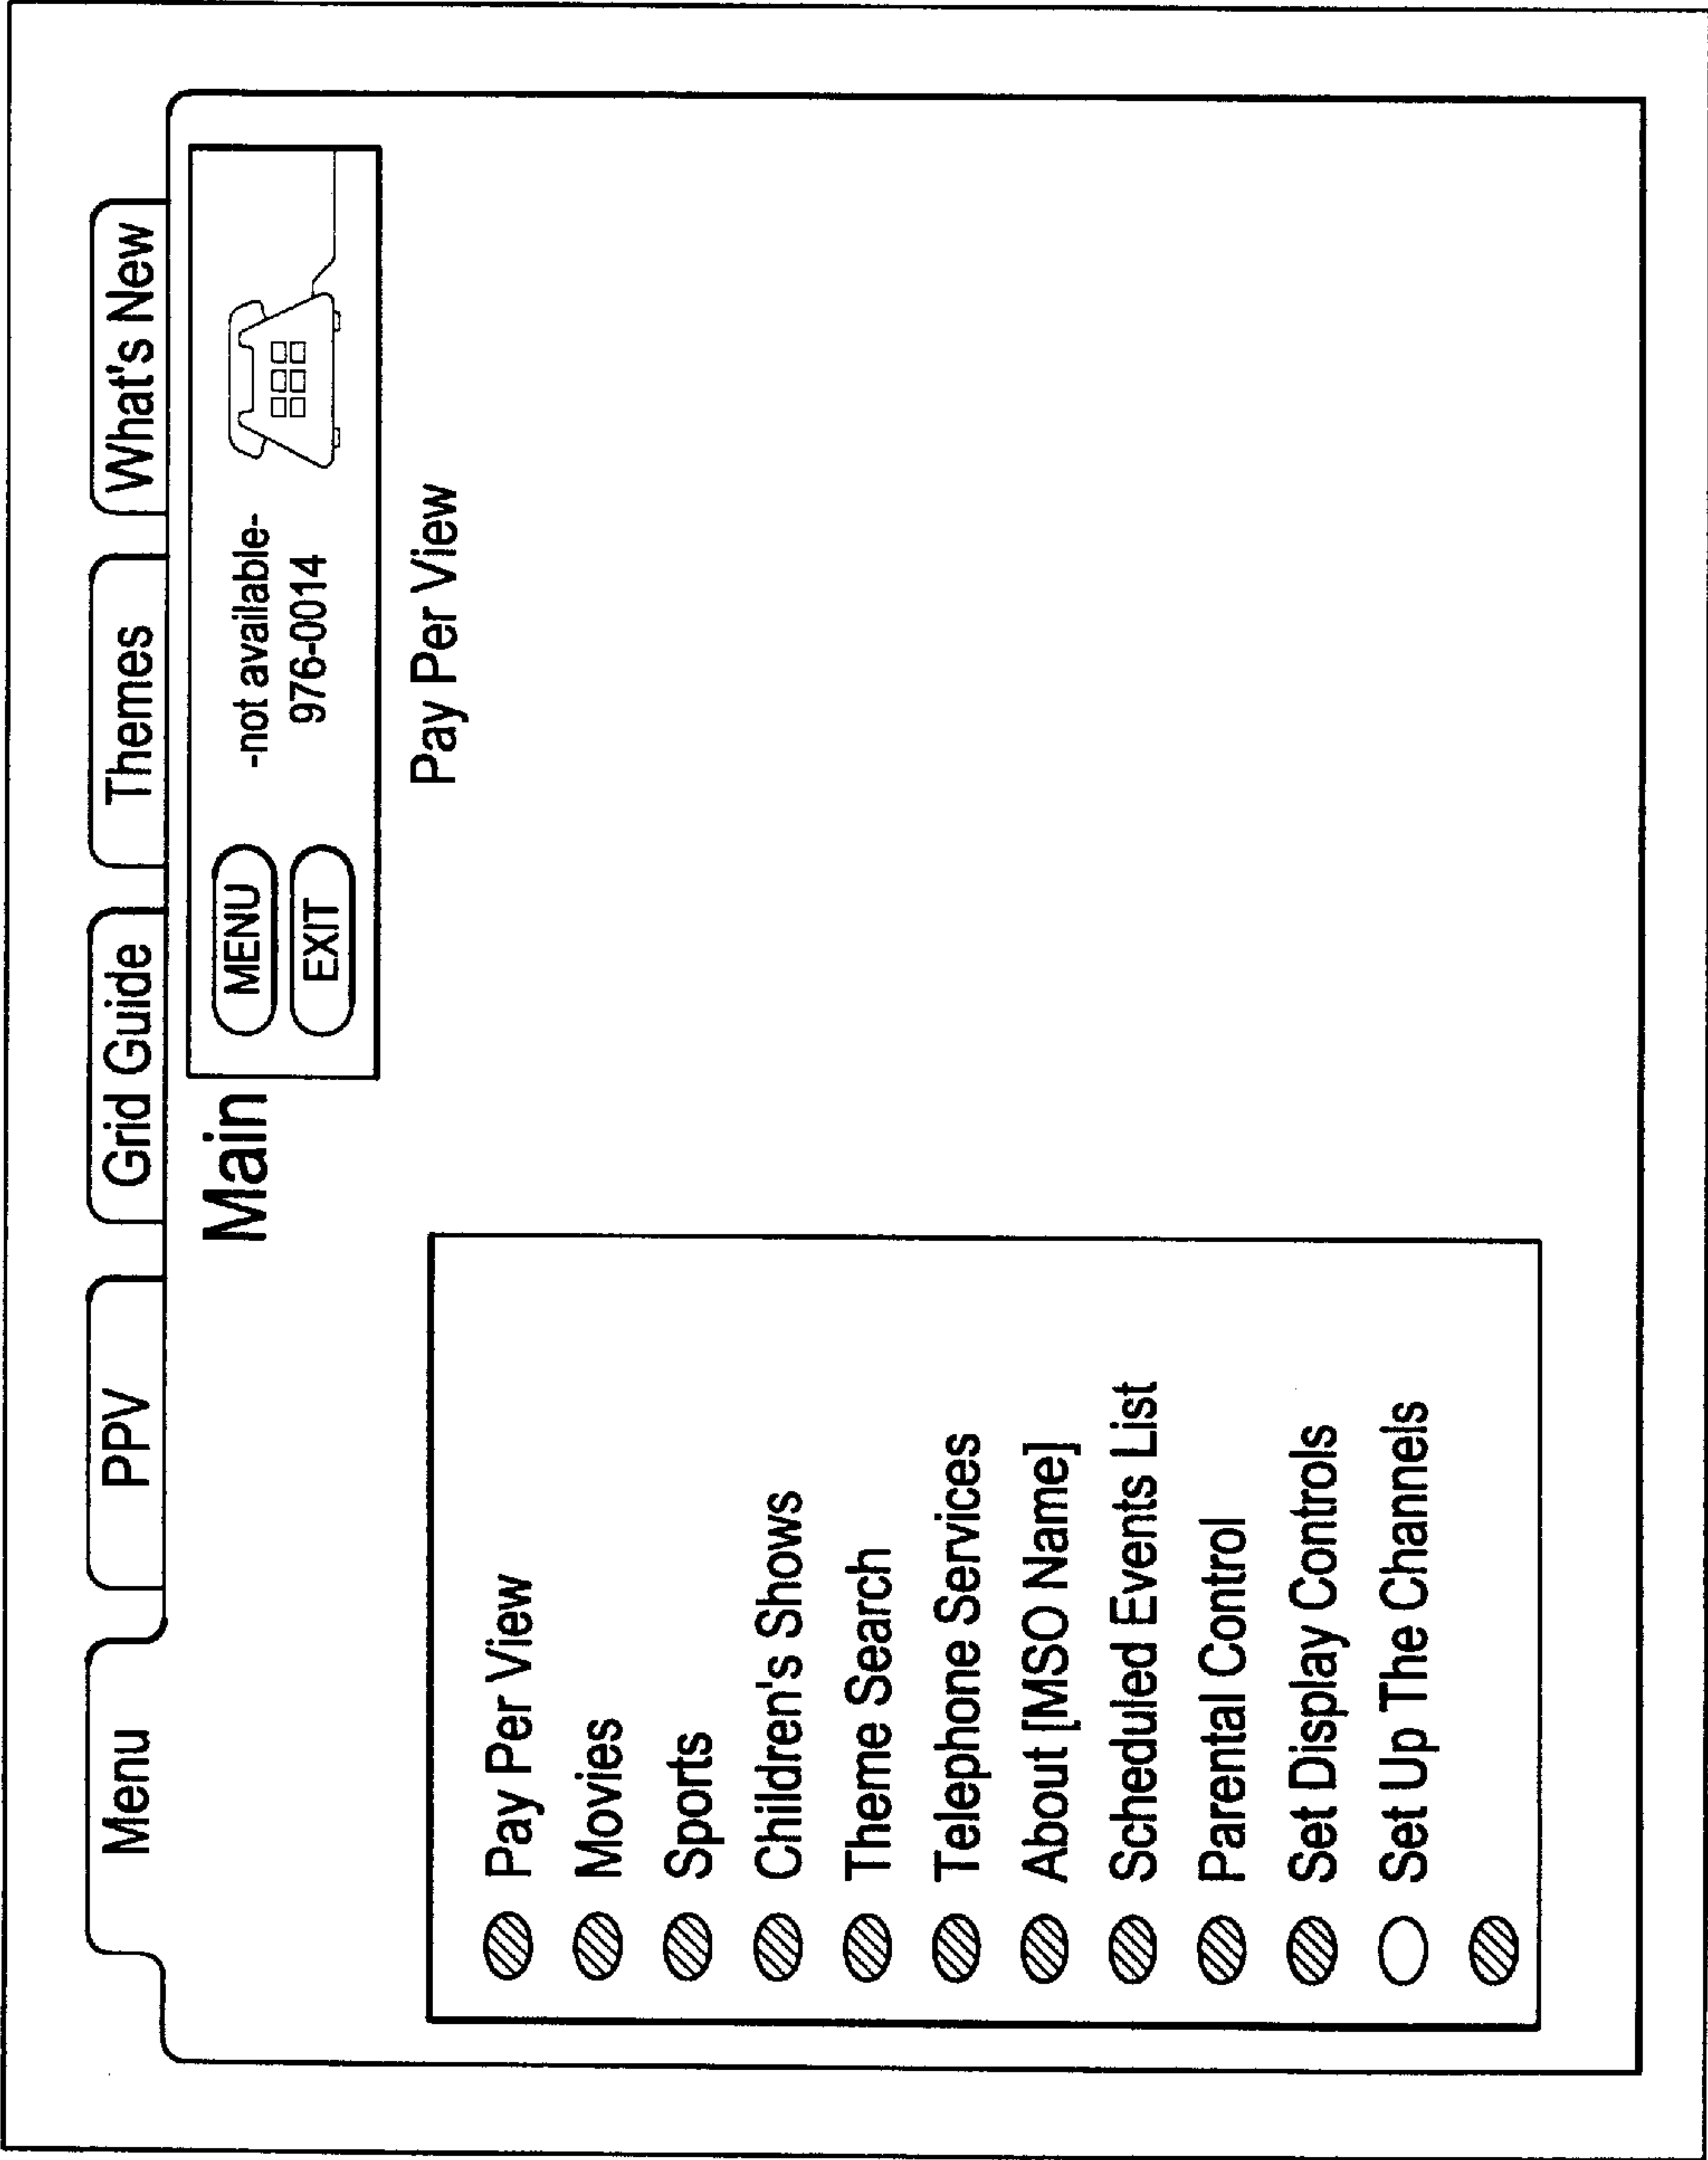 Menu
PPV
Grid Guide
Themes
What's New
Main
MENU
-not available-
EXIT
976-0014
Pay Per View
Pay Per View
Movies
Sports
Children's Shows
Theme Search
Telephone Services
About [MSO Name]
Scheduled Events List
Parental Control
Set Display Controls
Set Up The Channels